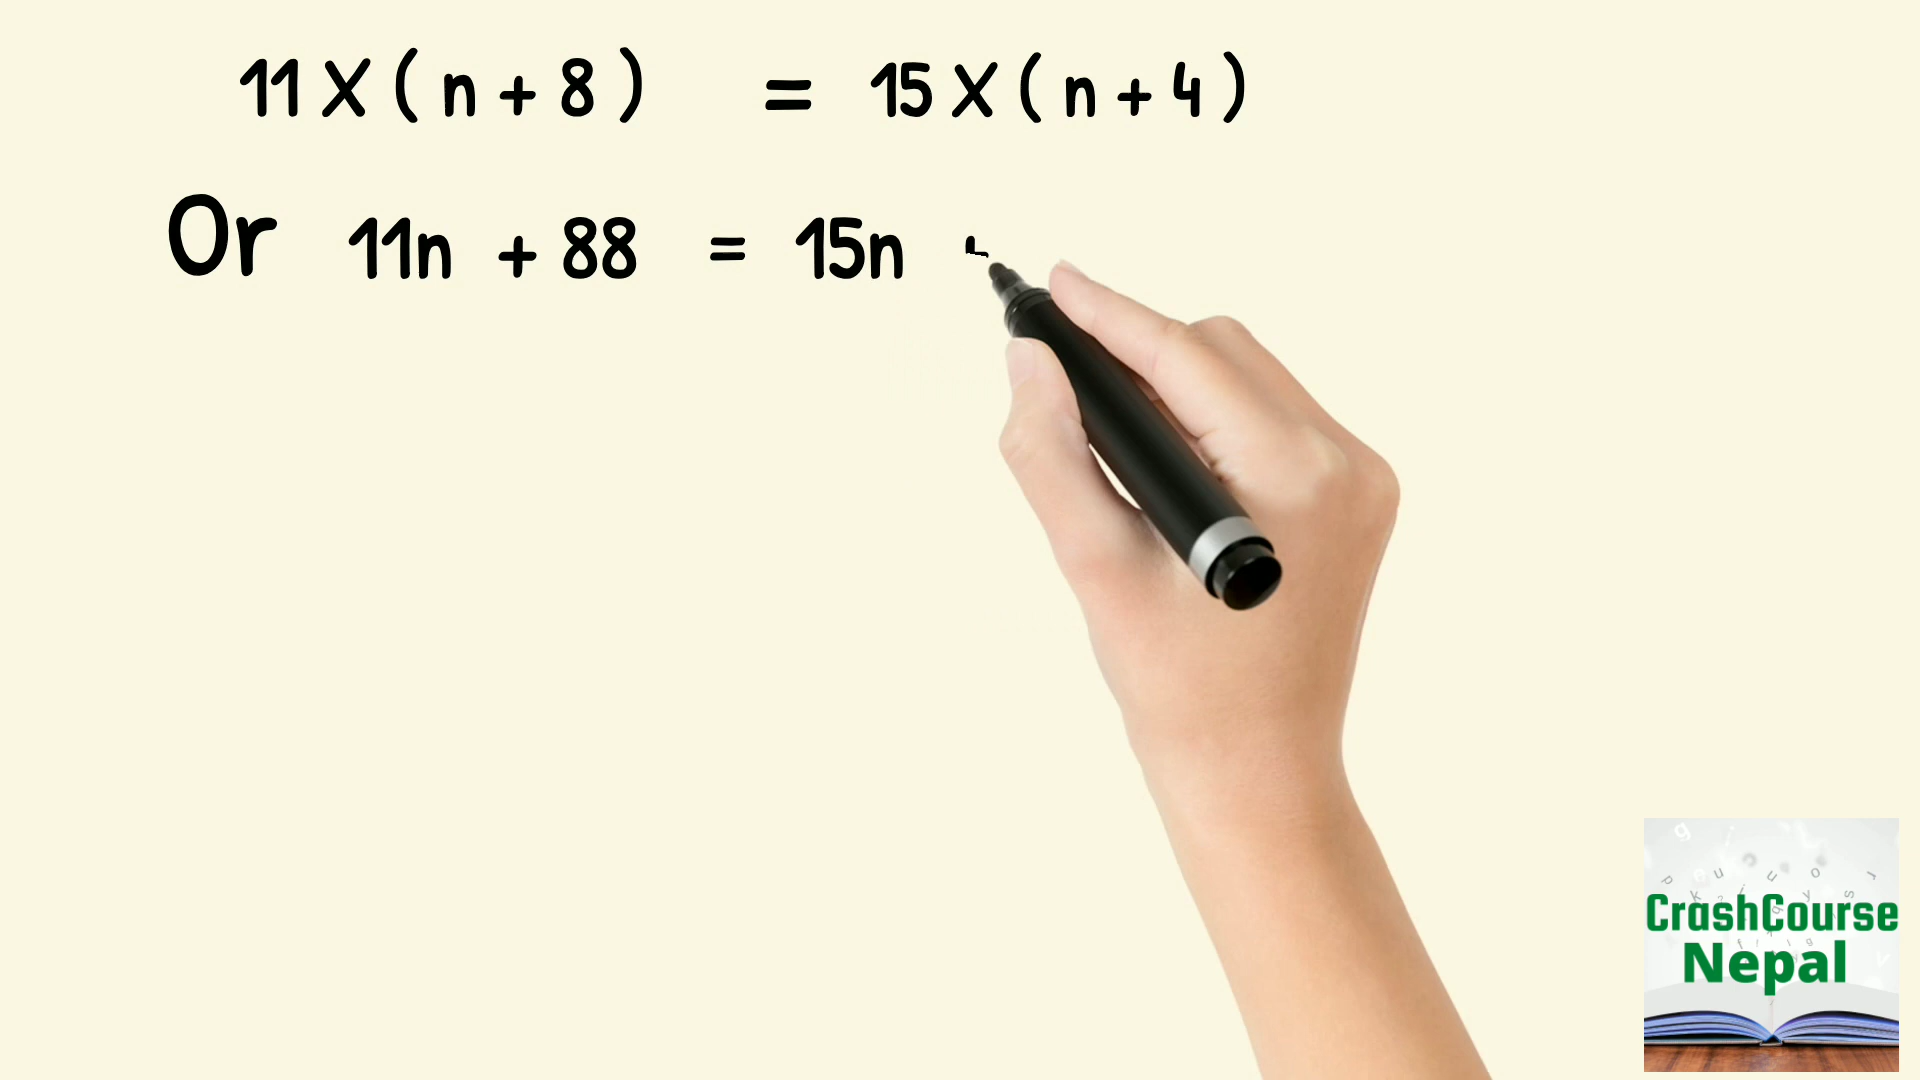 11 X ( n + 8 ) = 15 X ( n + 4 )
Or 11n + 88 = 15n
CrashCourse
Nepal